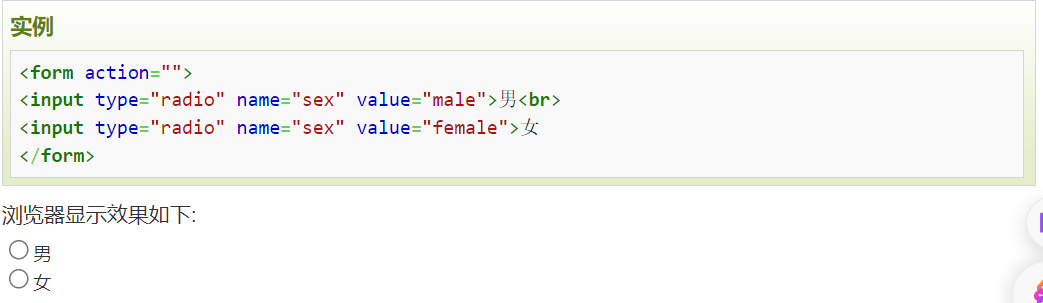 实例
<form action="">
<input type="radio" name="sex" value="male">男<br>
<input type="radio" name="sex" value="female">女
</form>
浏览器显示效果如下:
男
女